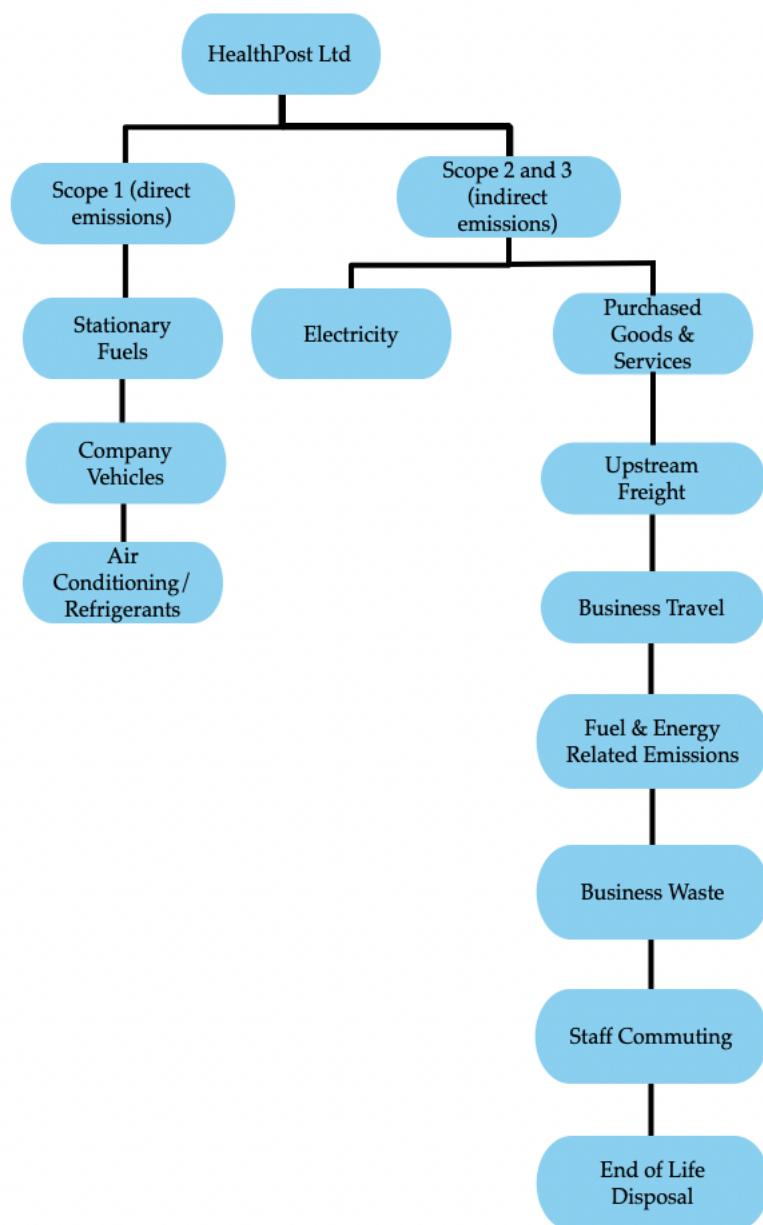 HealthPost Ltd
Scope 1 (direct
emissions)
Scope 2 and 3
(indirect
emissions)
Stationary
Fuels
Electricity
Purchased
Goods &
Services
Company
Vehicles
Upstream
Freight
Air
Conditioning/
Refrigerants
Business Travel
Fuel & Energy
Related Emissions
Business Waste
Staff Commuting
End of Life
Disposal